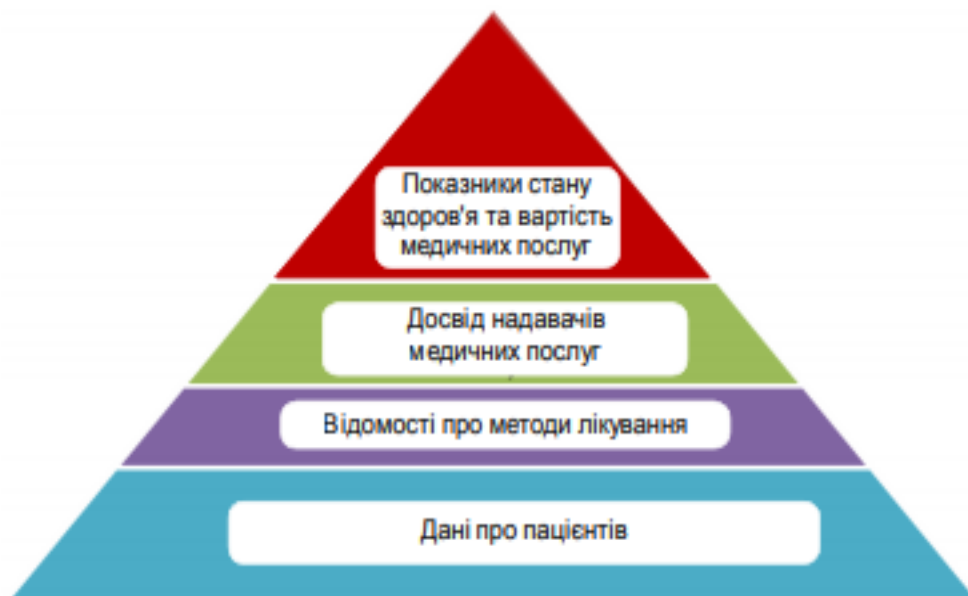 Показники стану
здоров'я та вартість
медичних послуг
Досвід надавачів
медичних послуг
Відомості про методи лікування
Дані про пацієнтів